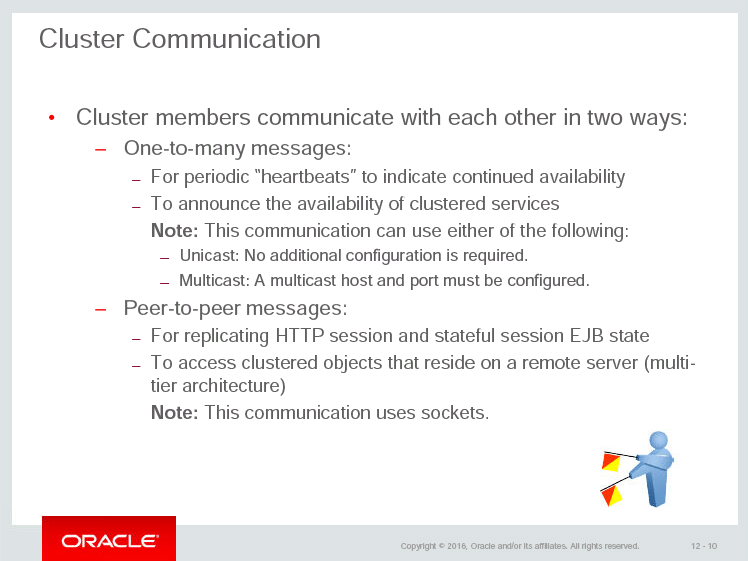 Cluster Communication
• Cluster members communicate with each other in two ways:
– One-to-many messages:
– For periodic "heartbeats" to indicate continued availability
– To announce the availability of clustered services
Note: This communication can use either of the following:
– Unicast: No additional configuration is required.
– Multicast: A multicast host and port must be configured.
– Peer-to-peer messages:
– For replicating HTTP session and stateful session EJB state
– To access clustered objects that reside on a remote server (multi-
tier architecture)
Note: This communication uses sockets.
ORACLE®
Copyright © 2016, Oracle and/or its affiliates. All rights reserved.
12 - 10